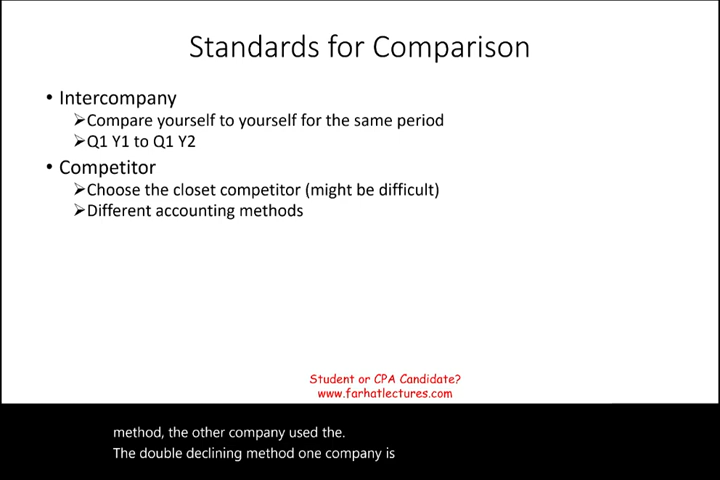 Standards for Comparison
• Intercompany
➢Compare yourself to yourself for the same period
➢Q1 Y1 to Q1 Y2
• Competitor
➢Choose the closet competitor (might be difficult)
➢Different accounting methods
Student or CPA Candidate?
www.farhatlectures.com
method, the other company used the.
The double declining method one company is